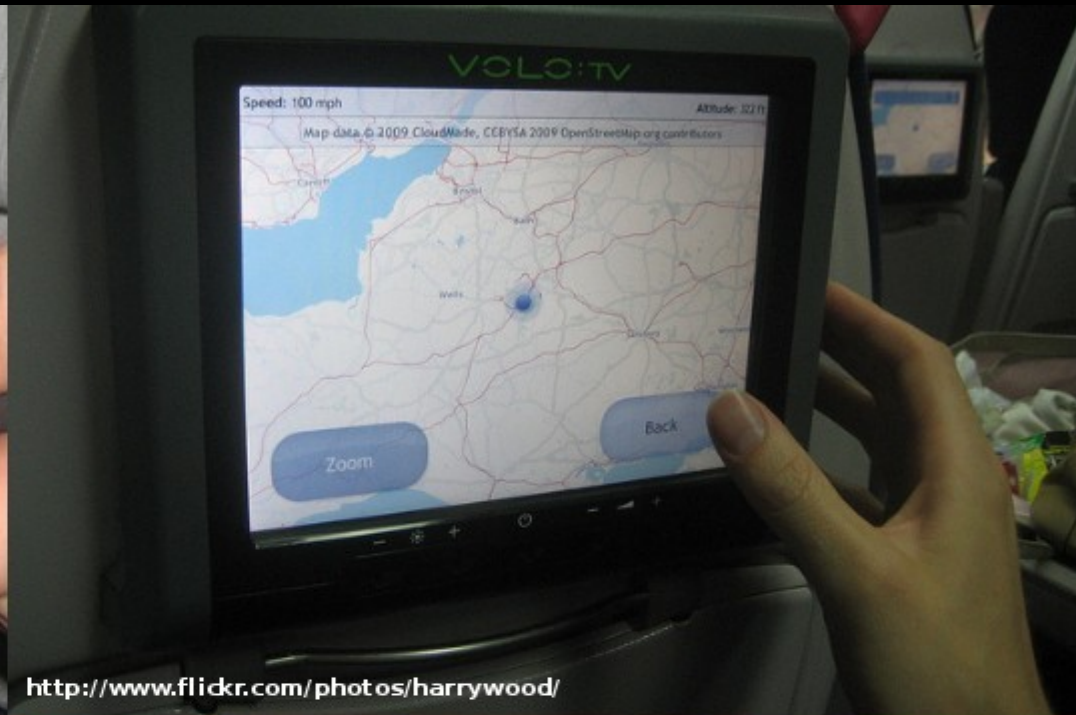 VOLO:TV
Speed: 100 mph
Altitude: 322 ft
Map data © 2009 CloudMade, CCBYSA 2009 OpenStreetMap.org contributors
Cardiff
Bristol
Bath
Wells
Zoom
Back
http://www.flickr.com/photos/harrywood/